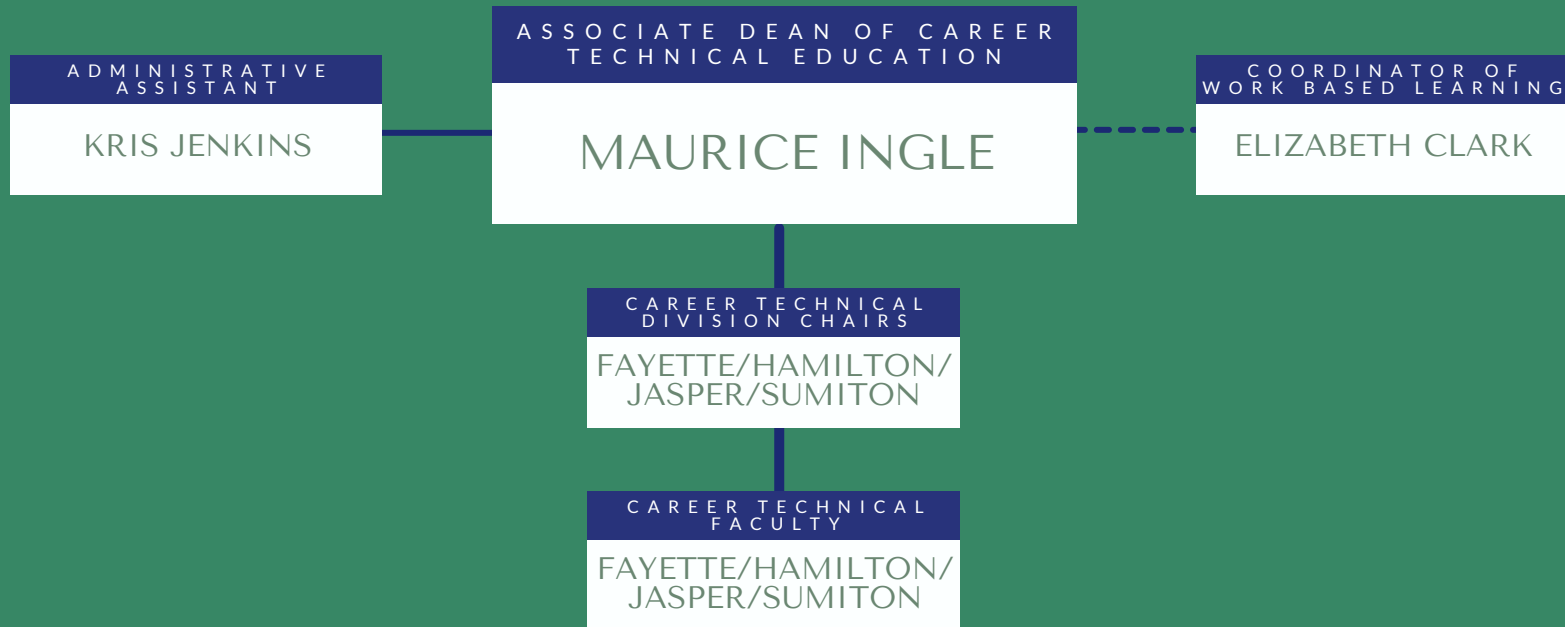 ASSOCIATE DEAN OF CAREER
TECHNICAL EDUCATION
MAURICE INGLE
ADMINISTRATIVE
ASSISTANT
KRIS JENKINS
COORDINATOR OF
WORK BASED LEARNING
ELIZABETH CLARK
CAREER TECHNICAL
DIVISION CHAIRS
FAYETTE/HAMILTON/
JASPER/SUMITON
CAREER TECHNICAL
FACULTY
FAYETTE/HAMILTON/
JASPER/SUMITON